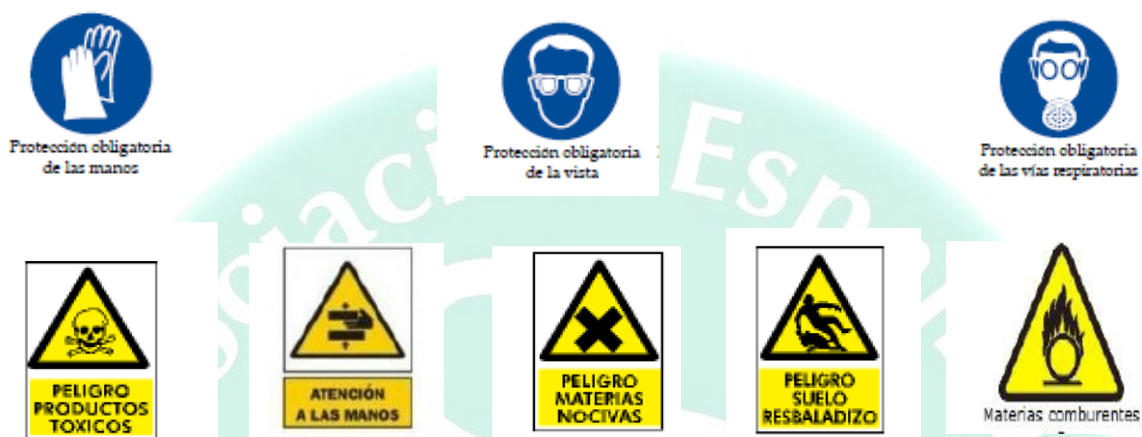 Protección obligatoria
de las manos
Protección obligatoria
de la vista
Protección obligatoria
de las vías respiratorias
PELIGRO
PRODUCTOS
TOXICOS
ATENCIÓN
A LAS MANOS
PELIGRO
MATERIAS
NOCIVAS
PELIGRO
SUELO
RESBALADIZO
Materias comburentes